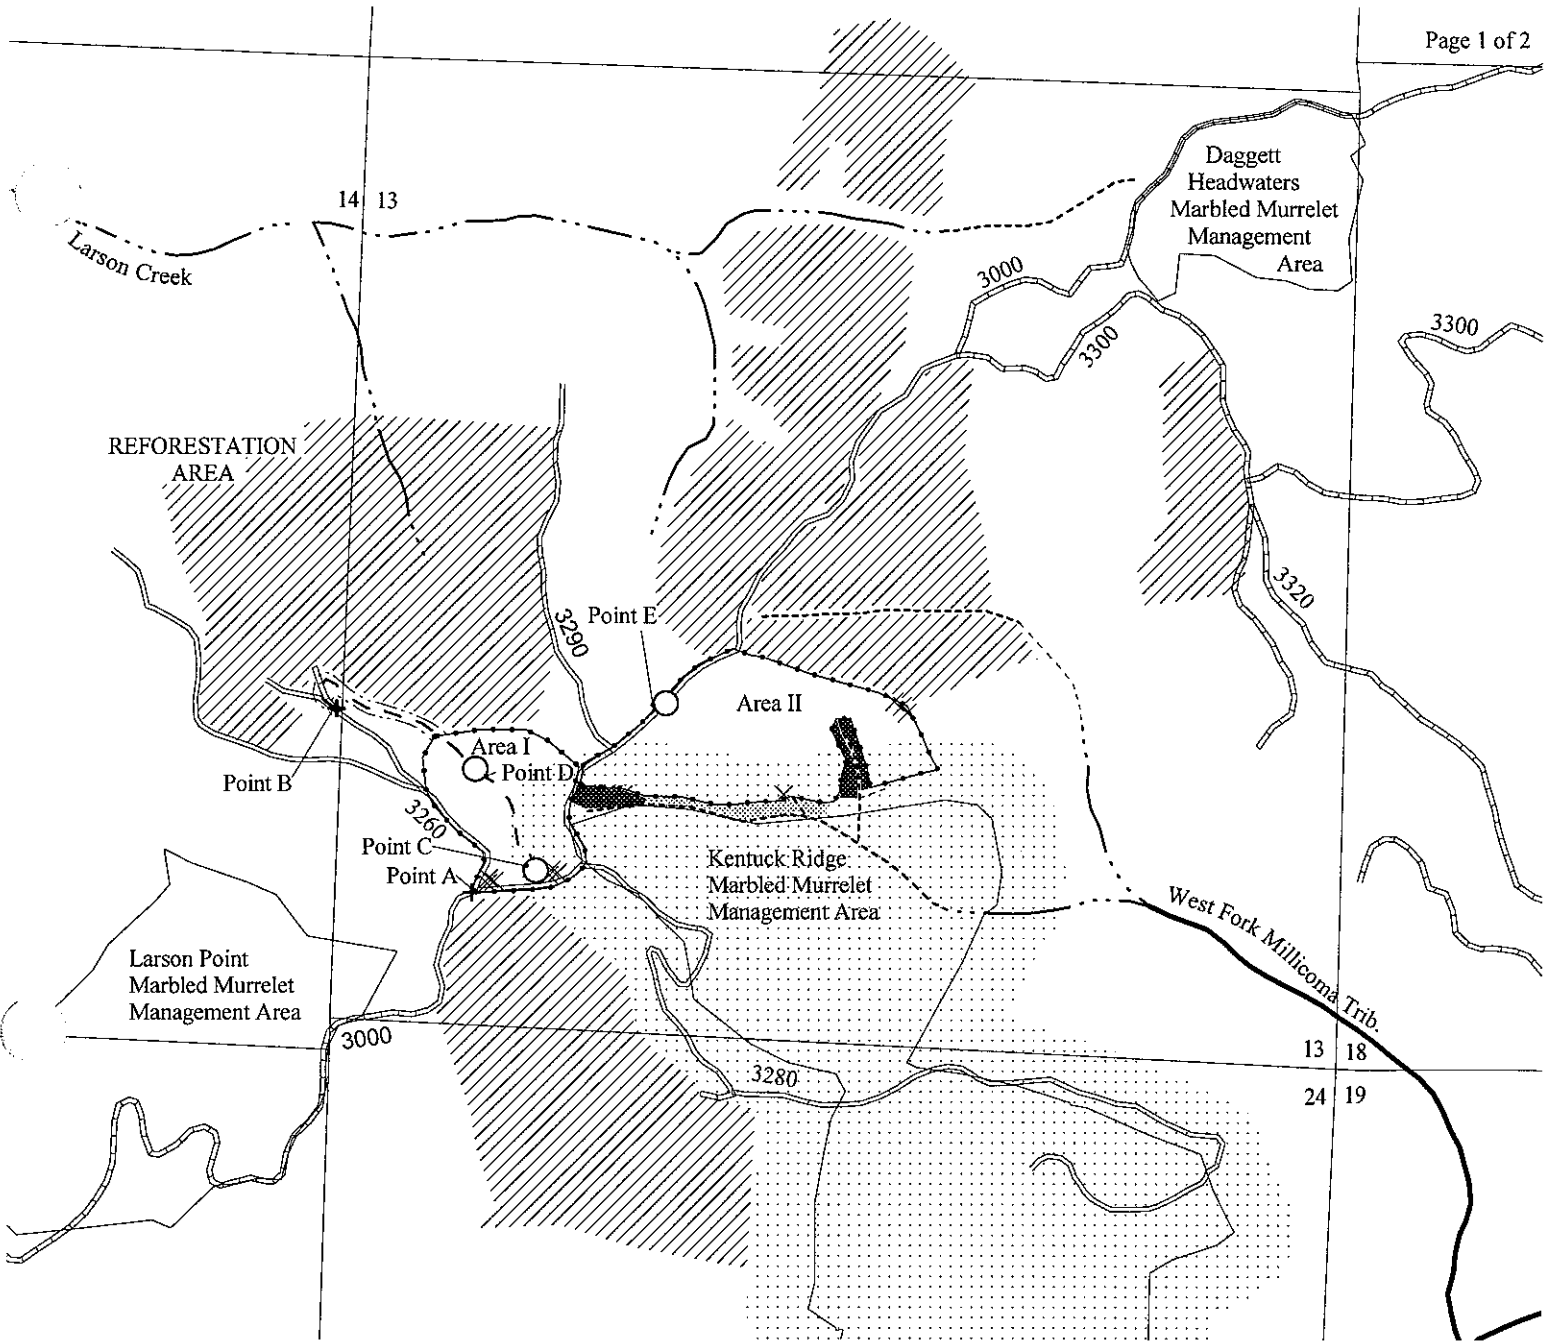 Page 1 of 2
Daggett
Headwaters
Marbled Murrelet
Management
Area
14 13
Larson Creek
3000
3300
3300
REFORESTATION
AREA
3290
Point E
3320
Area II
Area I
Point D
Point B
3260
Point C
Point A
Kentuck Ridge
Marbled Murrelet
Management Area
West Fork Millicoma Trib.
Larson Point
Marbled Murrelet
Management Area
3000
13 18
24 19
3280